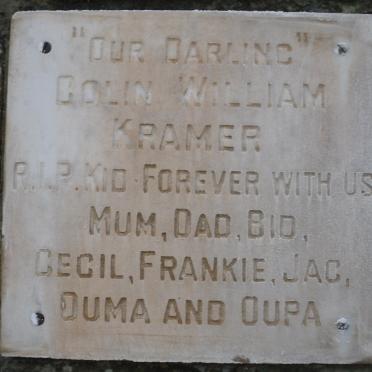 "OUR DARLING"
COLIN WILLIAM
KRAMER
R.I.P. KID FOREVER WITH US
MUM, DAD, BID,
CECIL, FRANKIE, JAC,
OUMA AND OUPA